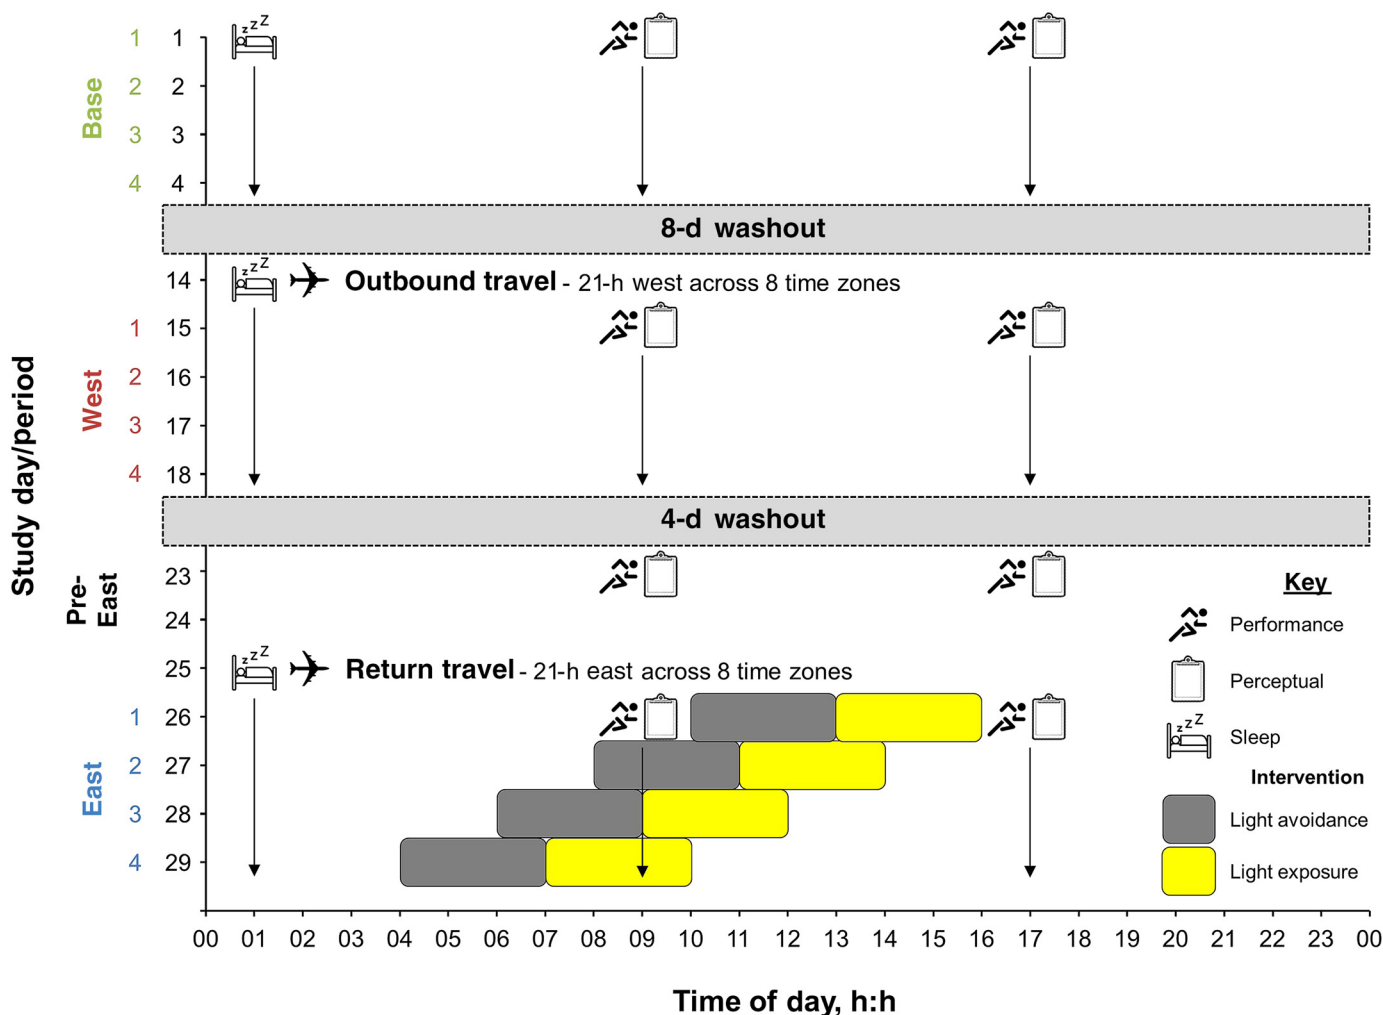 Study day/period
Base
1 1
2 2
3 3
4 4
z z Z
8-d washout
z z Z
14 Outbound travel - 21-h west across 8 time zones
West
1 15
2 16
3 17
4 18
4-d washout
Pre-
East
23
24
z z Z
25 Return travel - 21-h east across 8 time zones
East
1 26
2 27
3 28
4 29
Key
Performance
Perceptual
z z Z
Sleep
Intervention
Light avoidance
Light exposure
00 01 02 03 04 05 06 07 08 09 10 11 12 13 14 15 16 17 18 19 20 21 22 23 00
Time of day, h:h